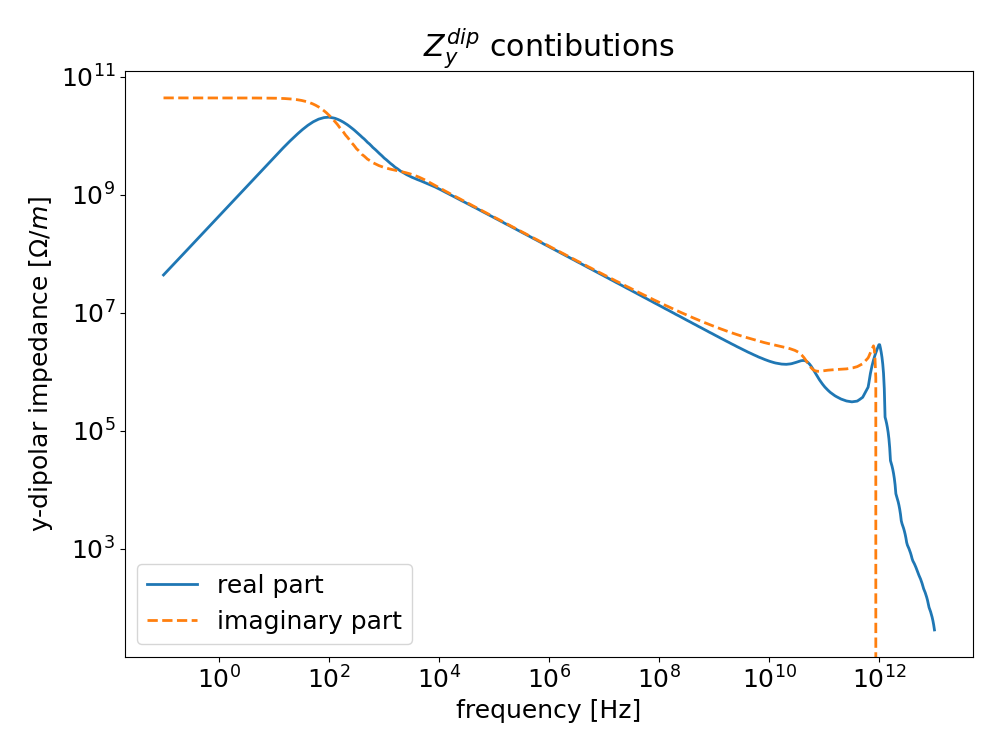 $Z_y^{dip}$ contibutions
y-dipolar impedance [Ω/m]
10^11
10^9
10^7
10^5
10^3
real part
imaginary part
10^0 10^2 10^4 10^6 10^8 10^10 10^12
frequency [Hz]